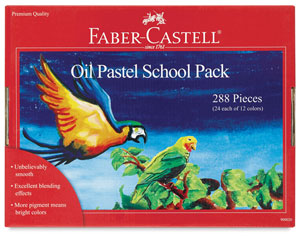 Premium Quality
FABER-CASTELL
since 1761
Oil Pastel School Pack
288 Pieces
(24 each of 12 colors)
• Unbelievably
smooth
• Excellent blending
effects
• More pigment means
bright colors